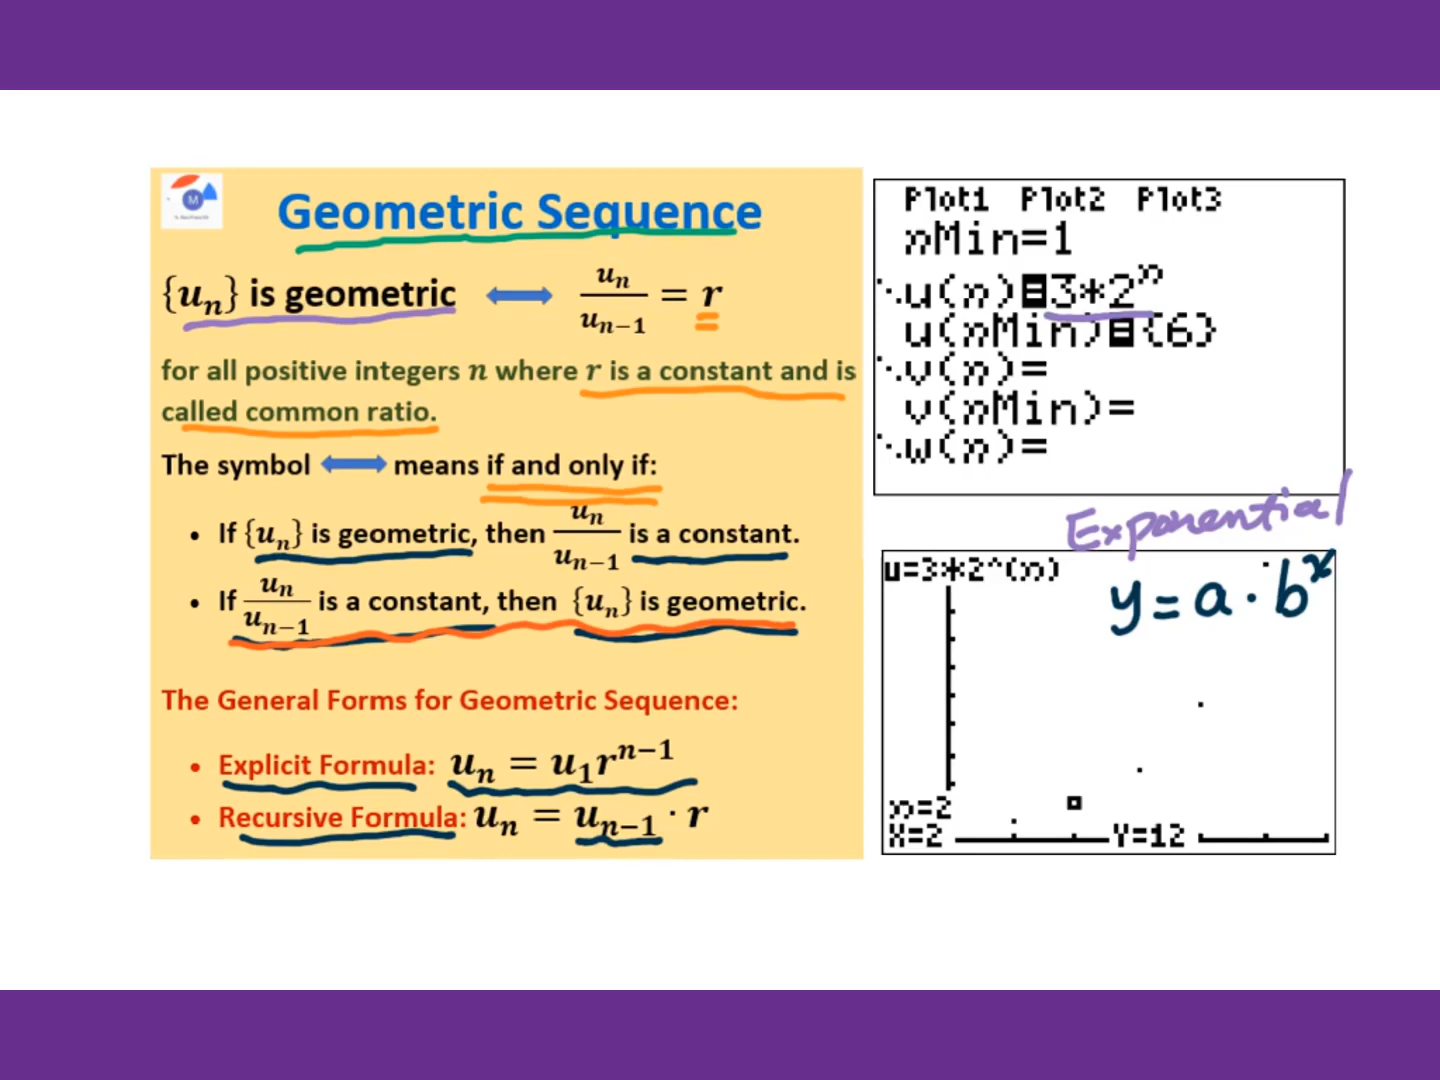 M
Geometric Sequence
{uₙ} is geometric ⟷ uₙ/uₙ₋₁ = r
for all positive integers n where r is a constant and is
called common ratio.
The symbol ⟷ means if and only if:
• If {uₙ} is geometric, then uₙ/uₙ₋₁ is a constant.
• If uₙ/uₙ₋₁ is a constant, then {uₙ} is geometric.
The General Forms for Geometric Sequence:
• Explicit Formula: uₙ = u₁rⁿ⁻¹
• Recursive Formula: uₙ = uₙ₋₁ · r
Plot1 Plot2 Plot3
nMin=1
u(n)=3*2ⁿ
u(nMin)={6}
v(n)=
v(nMin)=
w(n)=
Exponential
u=3*2^(n)
y = a · bˣ
n=2
X=2 Y=12